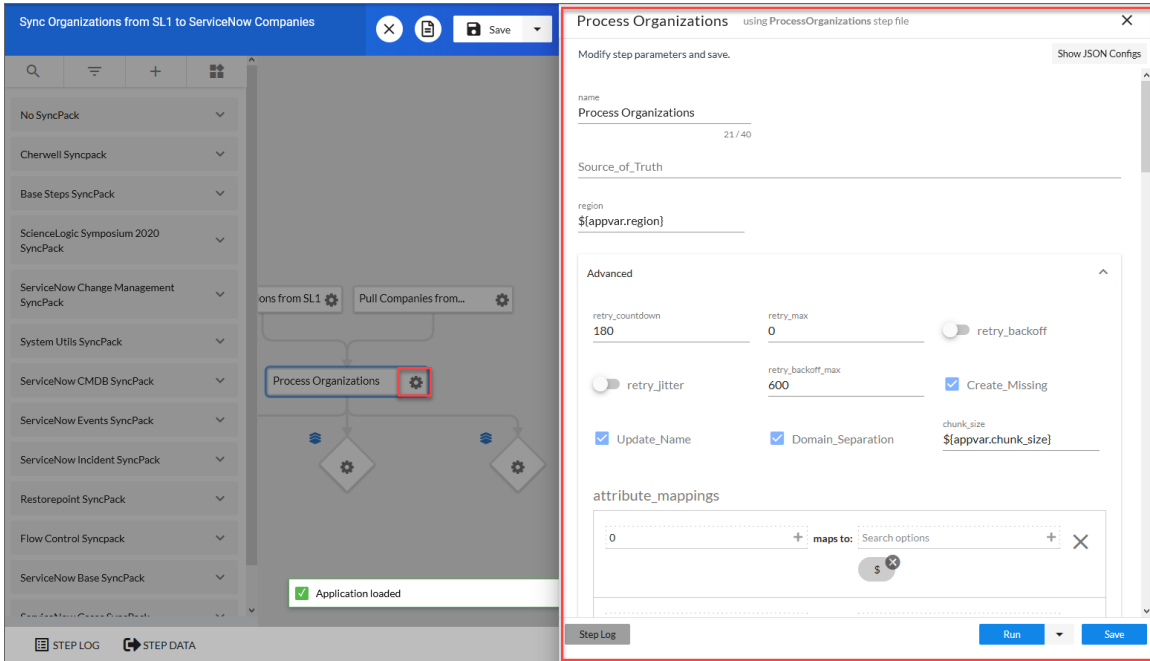 Sync Organizations from SL1 to ServiceNow Companies
Save
No SyncPack
Cherwell Syncpack
Base Steps SyncPack
ScienceLogic Symposium 2020
SyncPack
ServiceNow Change Management
SyncPack
System Utils SyncPack
ServiceNow CMDB SyncPack
ServiceNow Events SyncPack
ServiceNow Incident SyncPack
Restorepoint SyncPack
Flow Control Syncpack
ServiceNow Base SyncPack
ServiceNow Cases SyncPack
ons from SL1
Pull Companies from...
Process Organizations
Application loaded
STEP LOG
STEP DATA
Process Organizations using ProcessOrganizations step file
Modify step parameters and save.
Show JSON Configs
name
Process Organizations
21 / 40
Source_of_Truth
region
${appvar.region}
Advanced
retry_countdown
180
retry_max
0
retry_backoff
retry_jitter
retry_backoff_max
600
Create_Missing
Update_Name
Domain_Separation
chunk_size
${appvar.chunk_size}
attribute_mappings
0
maps to:
Search options
$
Step Log
Run
Save